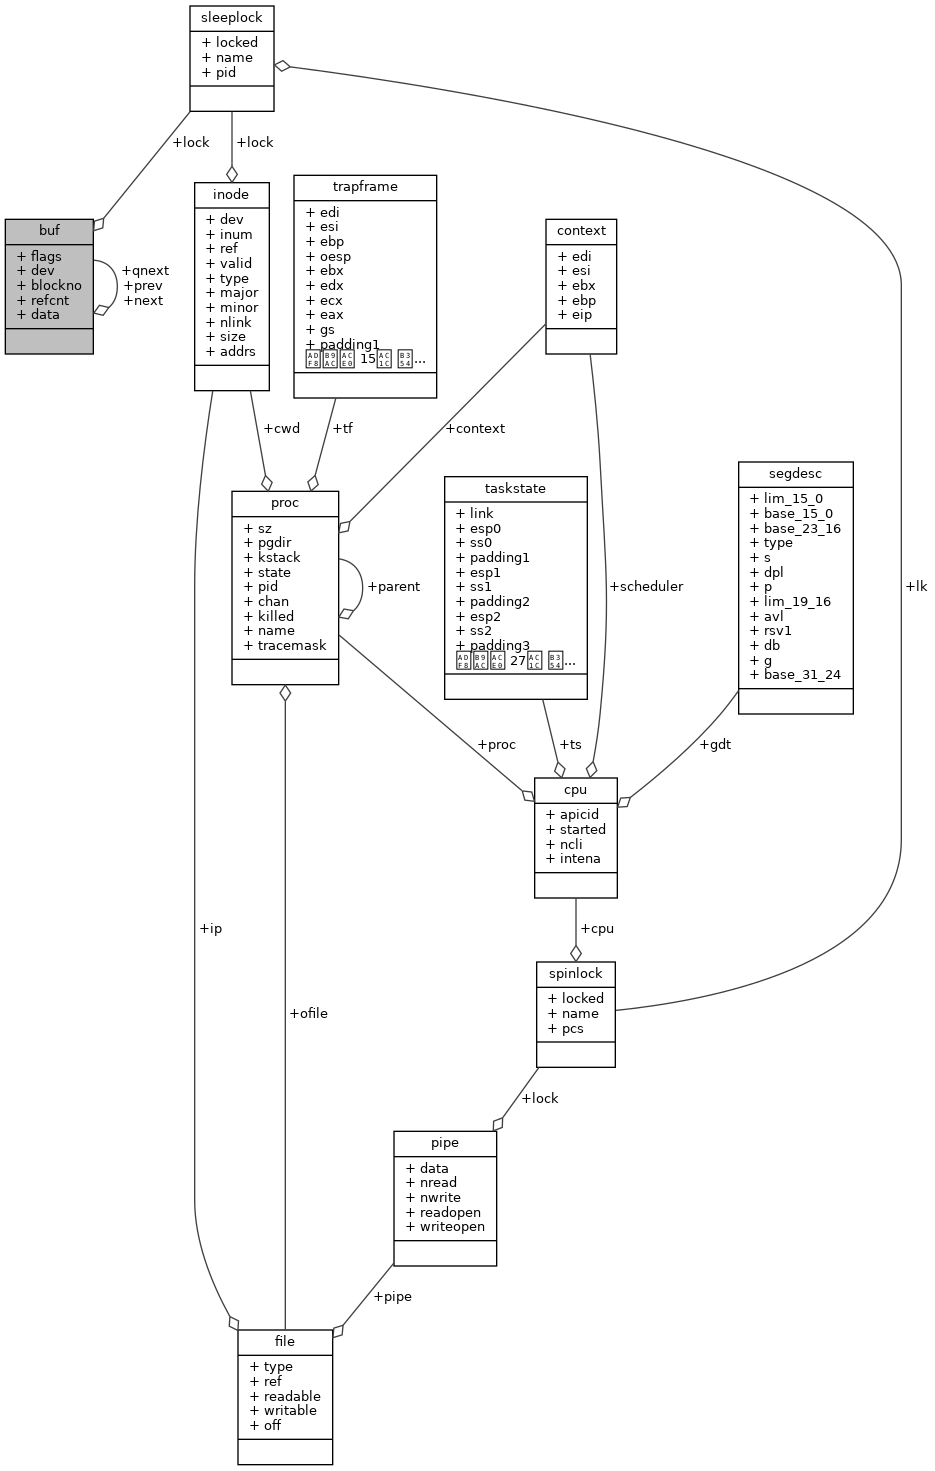 sleeplock
+ locked
+ name
+ pid
+lock
+lock
buf
+ flags
+ dev
+ blockno
+ refcnt
+ data
+qnext
+prev
+next
inode
+ dev
+ inum
+ ref
+ valid
+ type
+ major
+ minor
+ nlink
+ size
+ addrs
trapframe
+ edi
+ esi
+ ebp
+ oesp
+ ebx
+ edx
+ ecx
+ eax
+ gs
+ padding1
15 ...
context
+ edi
+ esi
+ ebx
+ ebp
+ eip
+cwd
+tf
+context
proc
+ sz
+ pgdir
+ kstack
+ state
+ pid
+ chan
+ killed
+ name
+ tracemask
+parent
taskstate
+ link
+ esp0
+ ss0
+ padding1
+ esp1
+ ss1
+ padding2
+ esp2
+ ss2
+ padding3
27 ...
+scheduler
segdesc
+ lim_15_0
+ base_15_0
+ base_23_16
+ type
+ s
+ dpl
+ p
+ lim_19_16
+ avl
+ rsv1
+ db
+ g
+ base_31_24
+lk
+proc
+ts
+gdt
cpu
+ apicid
+ started
+ ncli
+ intena
+ip
+cpu
+ofile
spinlock
+ locked
+ name
+ pcs
+lock
pipe
+ data
+ nread
+ nwrite
+ readopen
+ writeopen
+pipe
file
+ type
+ ref
+ readable
+ writable
+ off